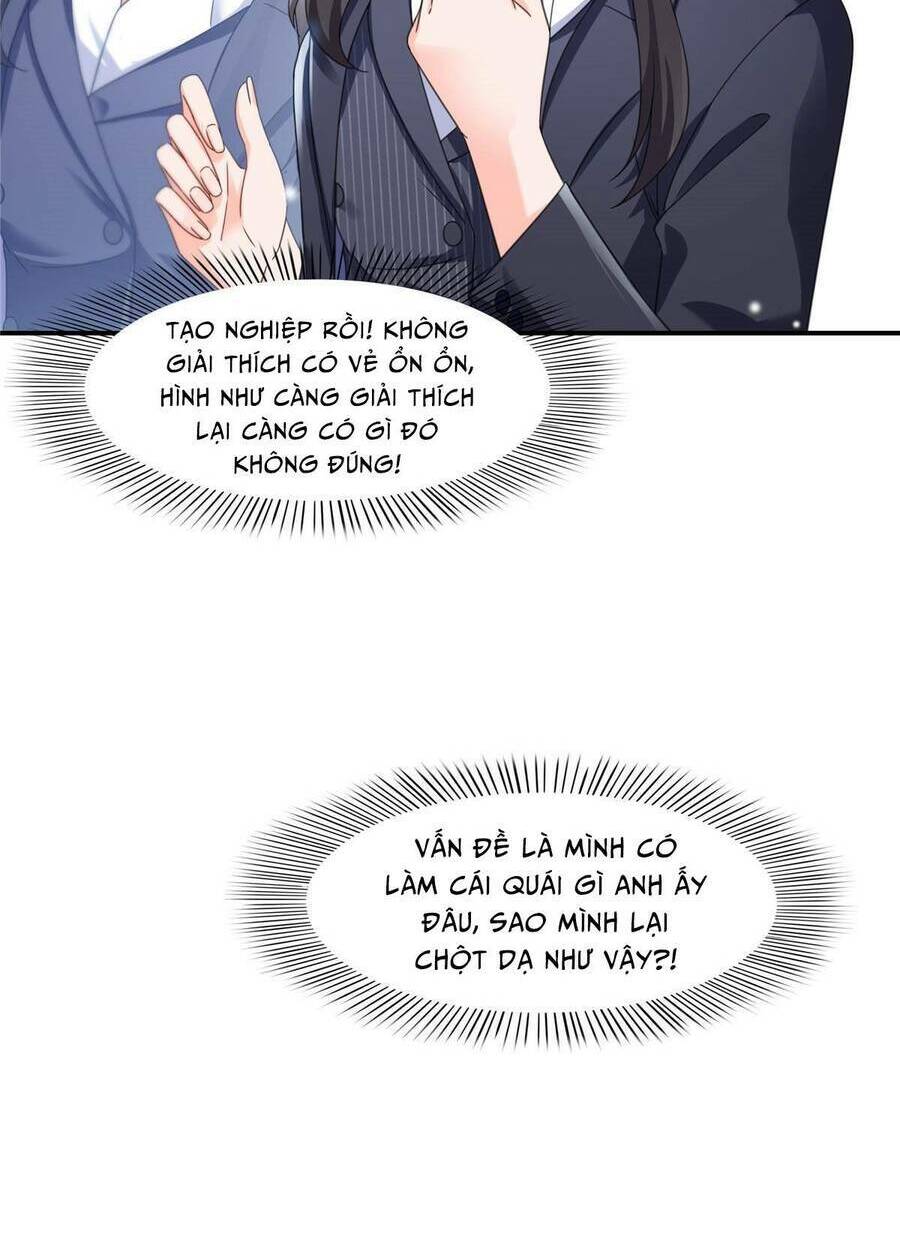 TẠO NGHIỆP RỒI! KHÔNG
GIẢI THÍCH CÓ VẺ ỔN ỔN,
HÌNH NHƯ CÀNG GIẢI THÍCH
LẠI CÀNG CÓ GÌ ĐÓ
KHÔNG ĐÚNG!
VẤN ĐỀ LÀ MÌNH CÓ
LÀM CÁI QUÁI GÌ ANH ẤY
ĐÂU, SAO MÌNH LẠI
CHỘT DẠ NHƯ VẬY?!